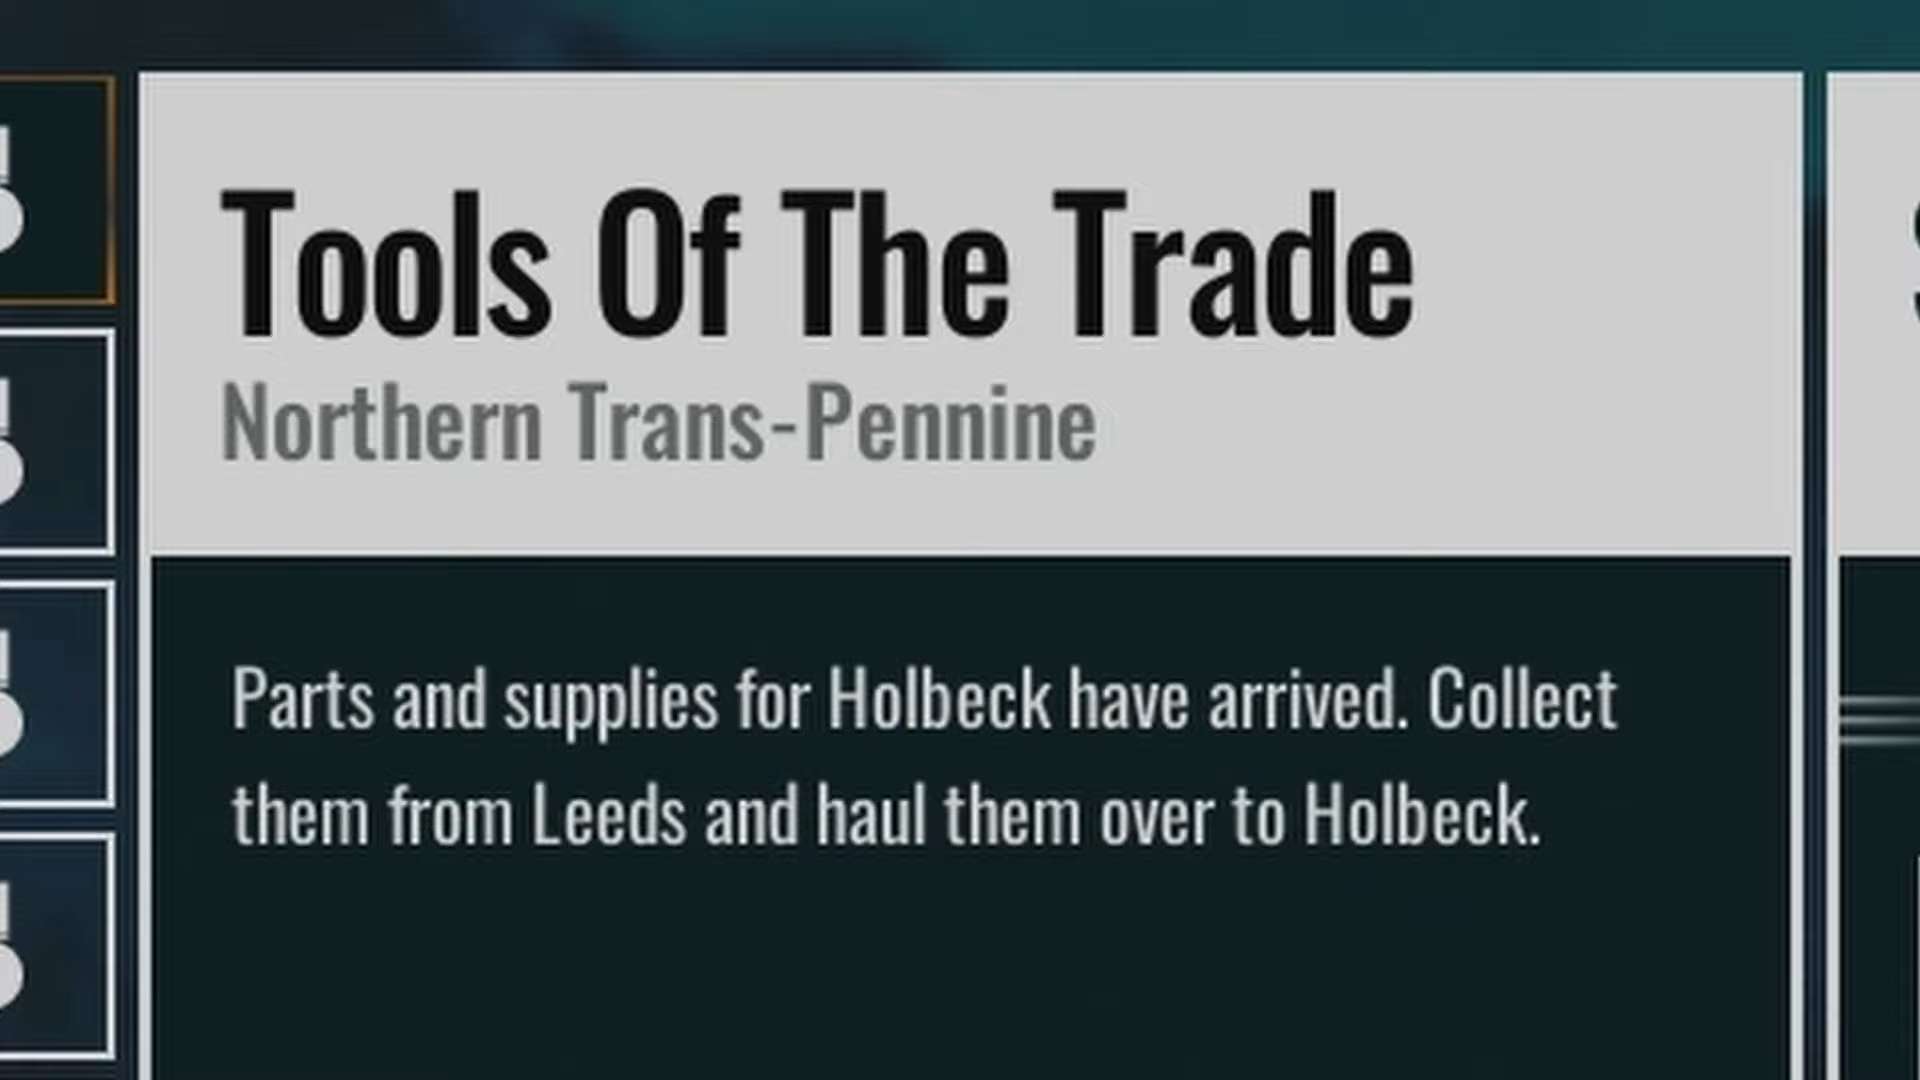 Tools Of The Trade
Northern Trans-Pennine
Parts and supplies for Holbeck have arrived. Collect
them from Leeds and haul them over to Holbeck.